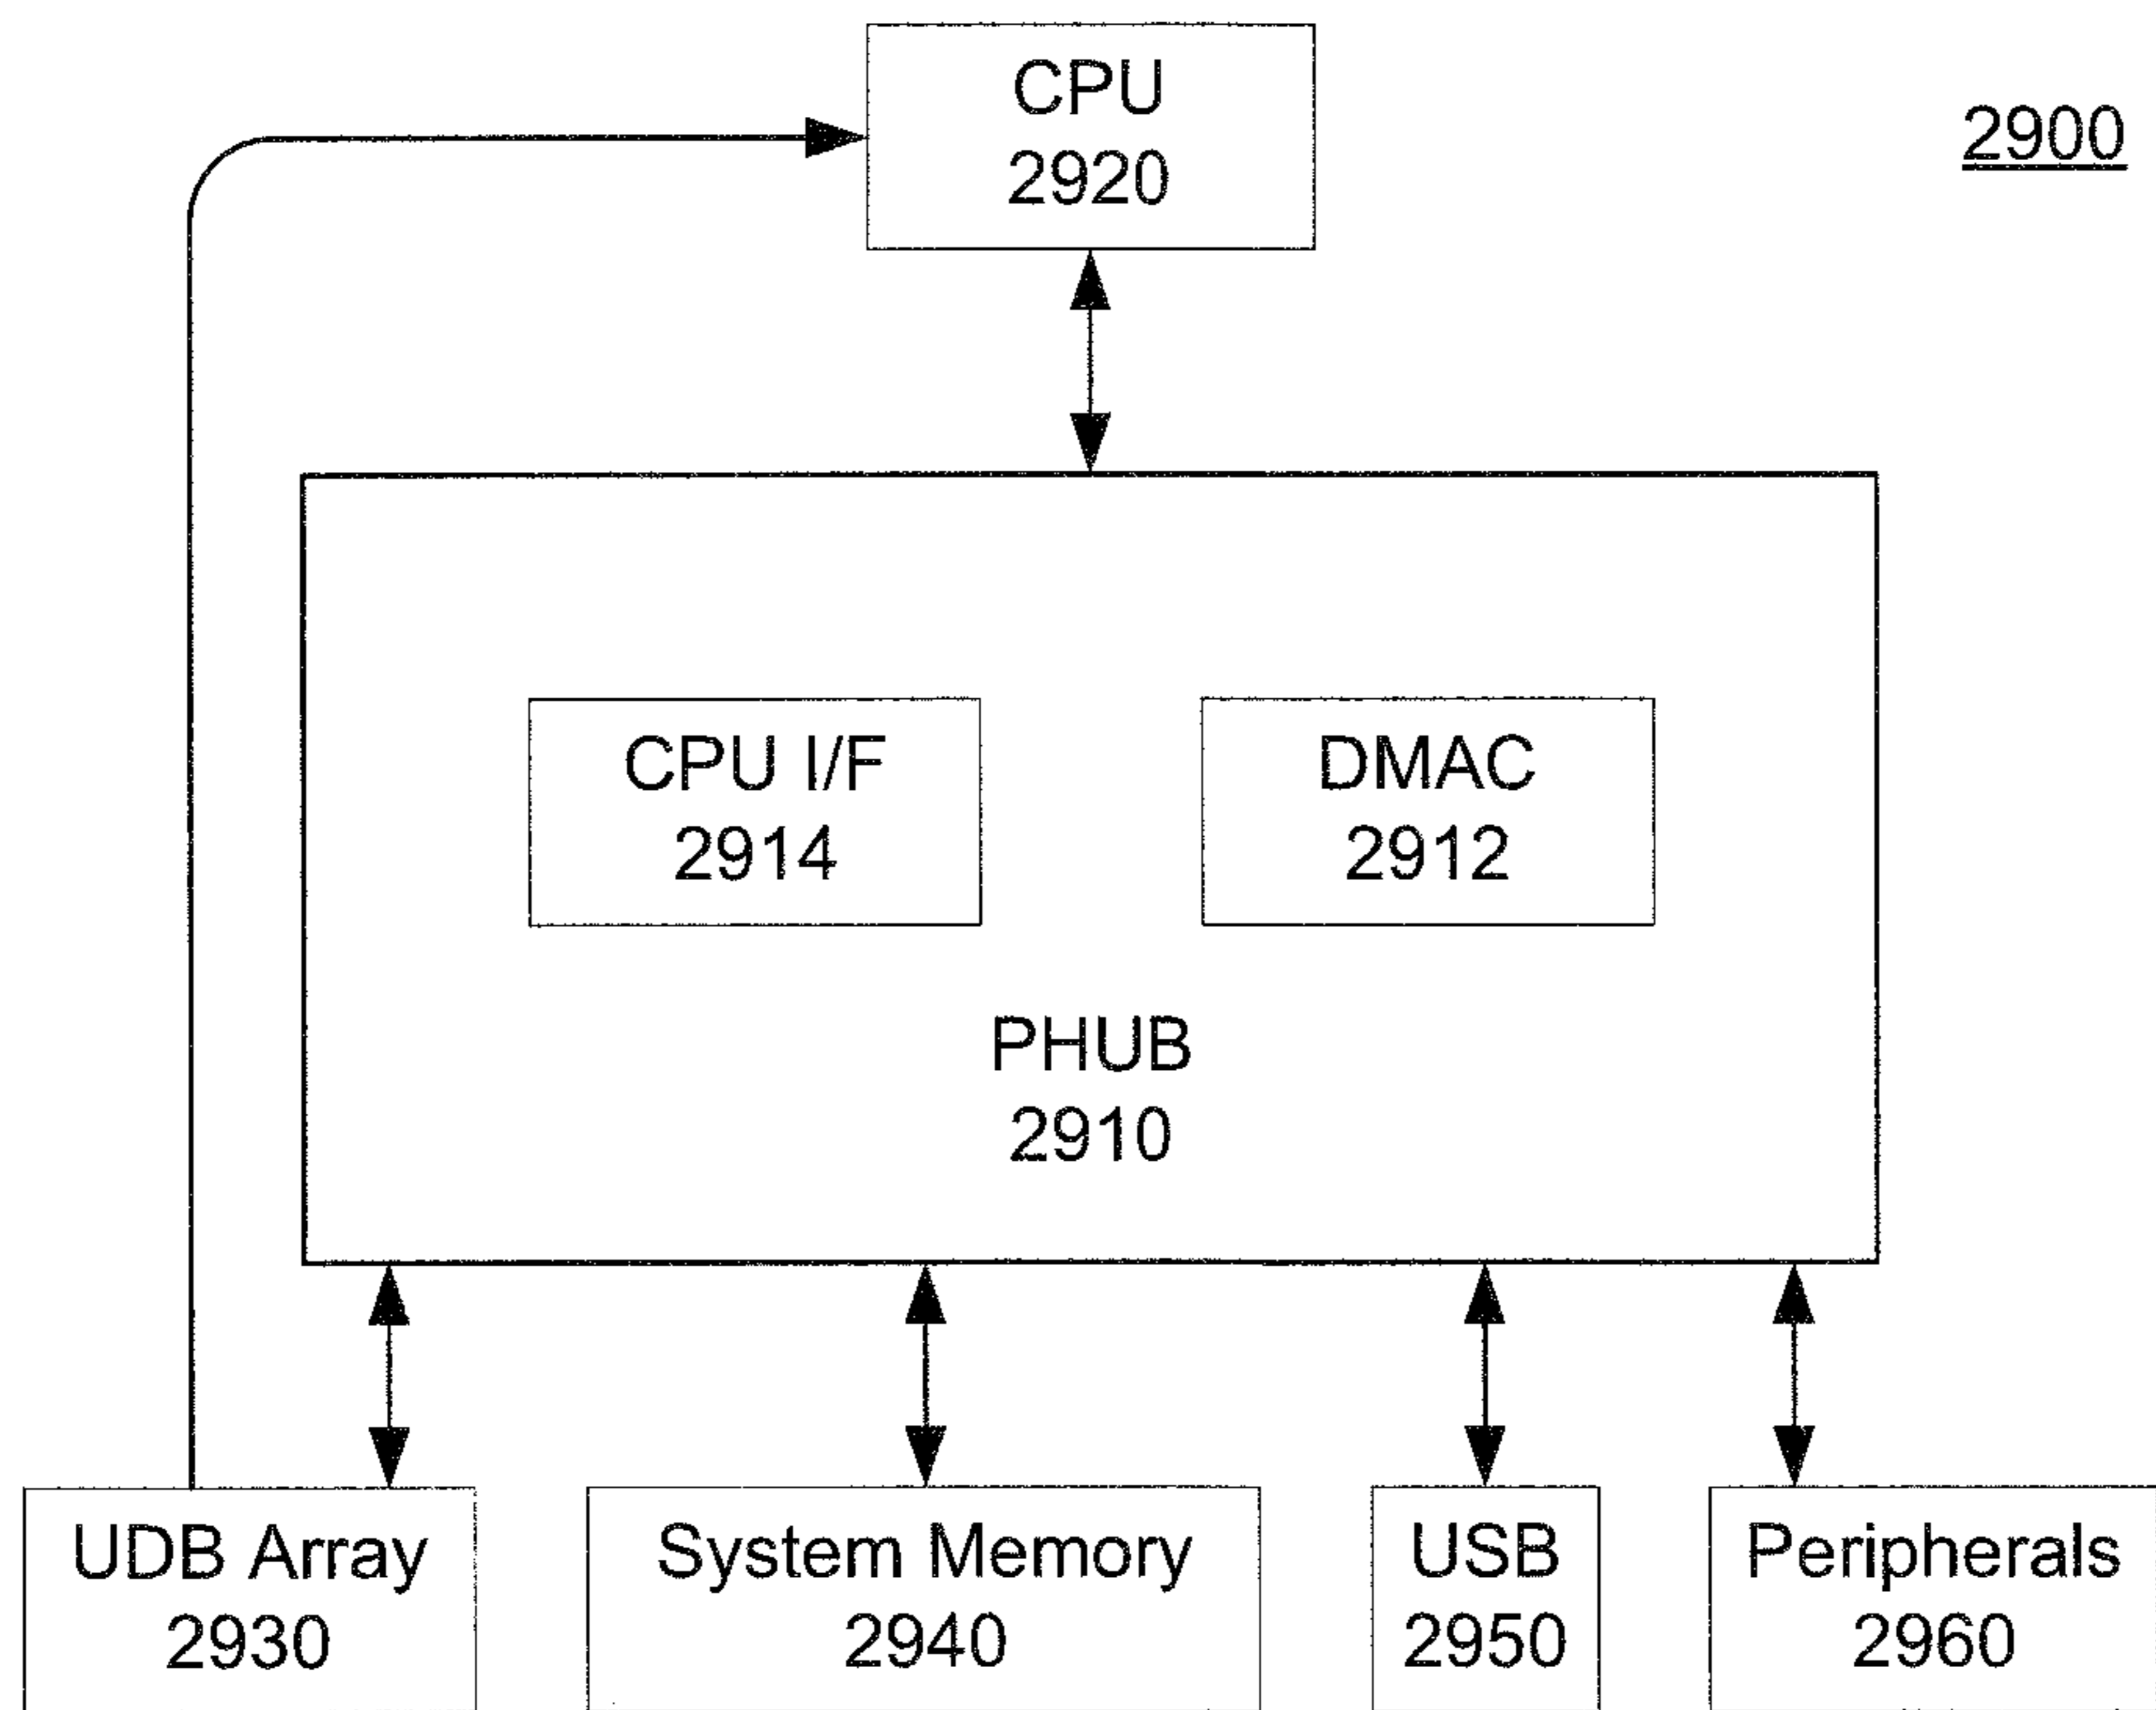 CPU
2920
2900
CPU I/F
2914
DMAC
2912
PHUB
2910
UDB Array
2930
System Memory
2940
USB
2950
Peripherals
2960